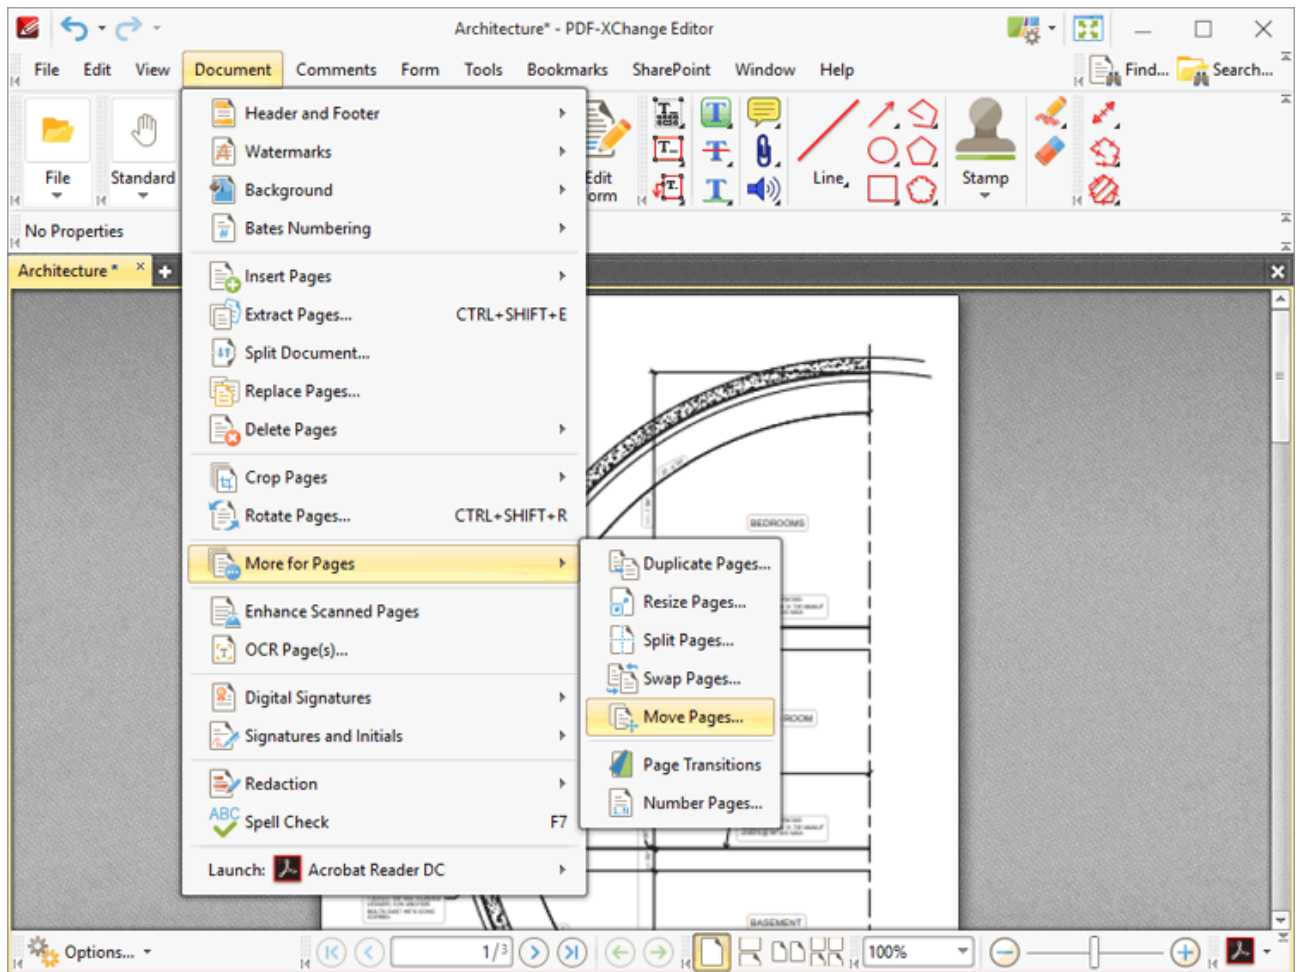 Architecture* - PDF-XChange Editor
File Edit View Document Comments Form Tools Bookmarks SharePoint Window Help Find... Search...
Header and Footer
Watermarks
Background
Bates Numbering
File Standard Edit Form Line Stamp
No Properties
Architecture *
Insert Pages
Extract Pages... CTRL+SHIFT+E
Split Document...
Replace Pages...
Delete Pages
Crop Pages
Rotate Pages... CTRL+SHIFT+R
More for Pages
Enhance Scanned Pages
OCR Page(s)...
Digital Signatures
Signatures and Initials
Redaction
Spell Check F7
Launch: Acrobat Reader DC
Duplicate Pages...
Resize Pages...
Split Pages...
Swap Pages...
Move Pages...
Page Transitions
Number Pages...
BEDROOMS
ROOM
BASEMENT
Options... 1/3 100%